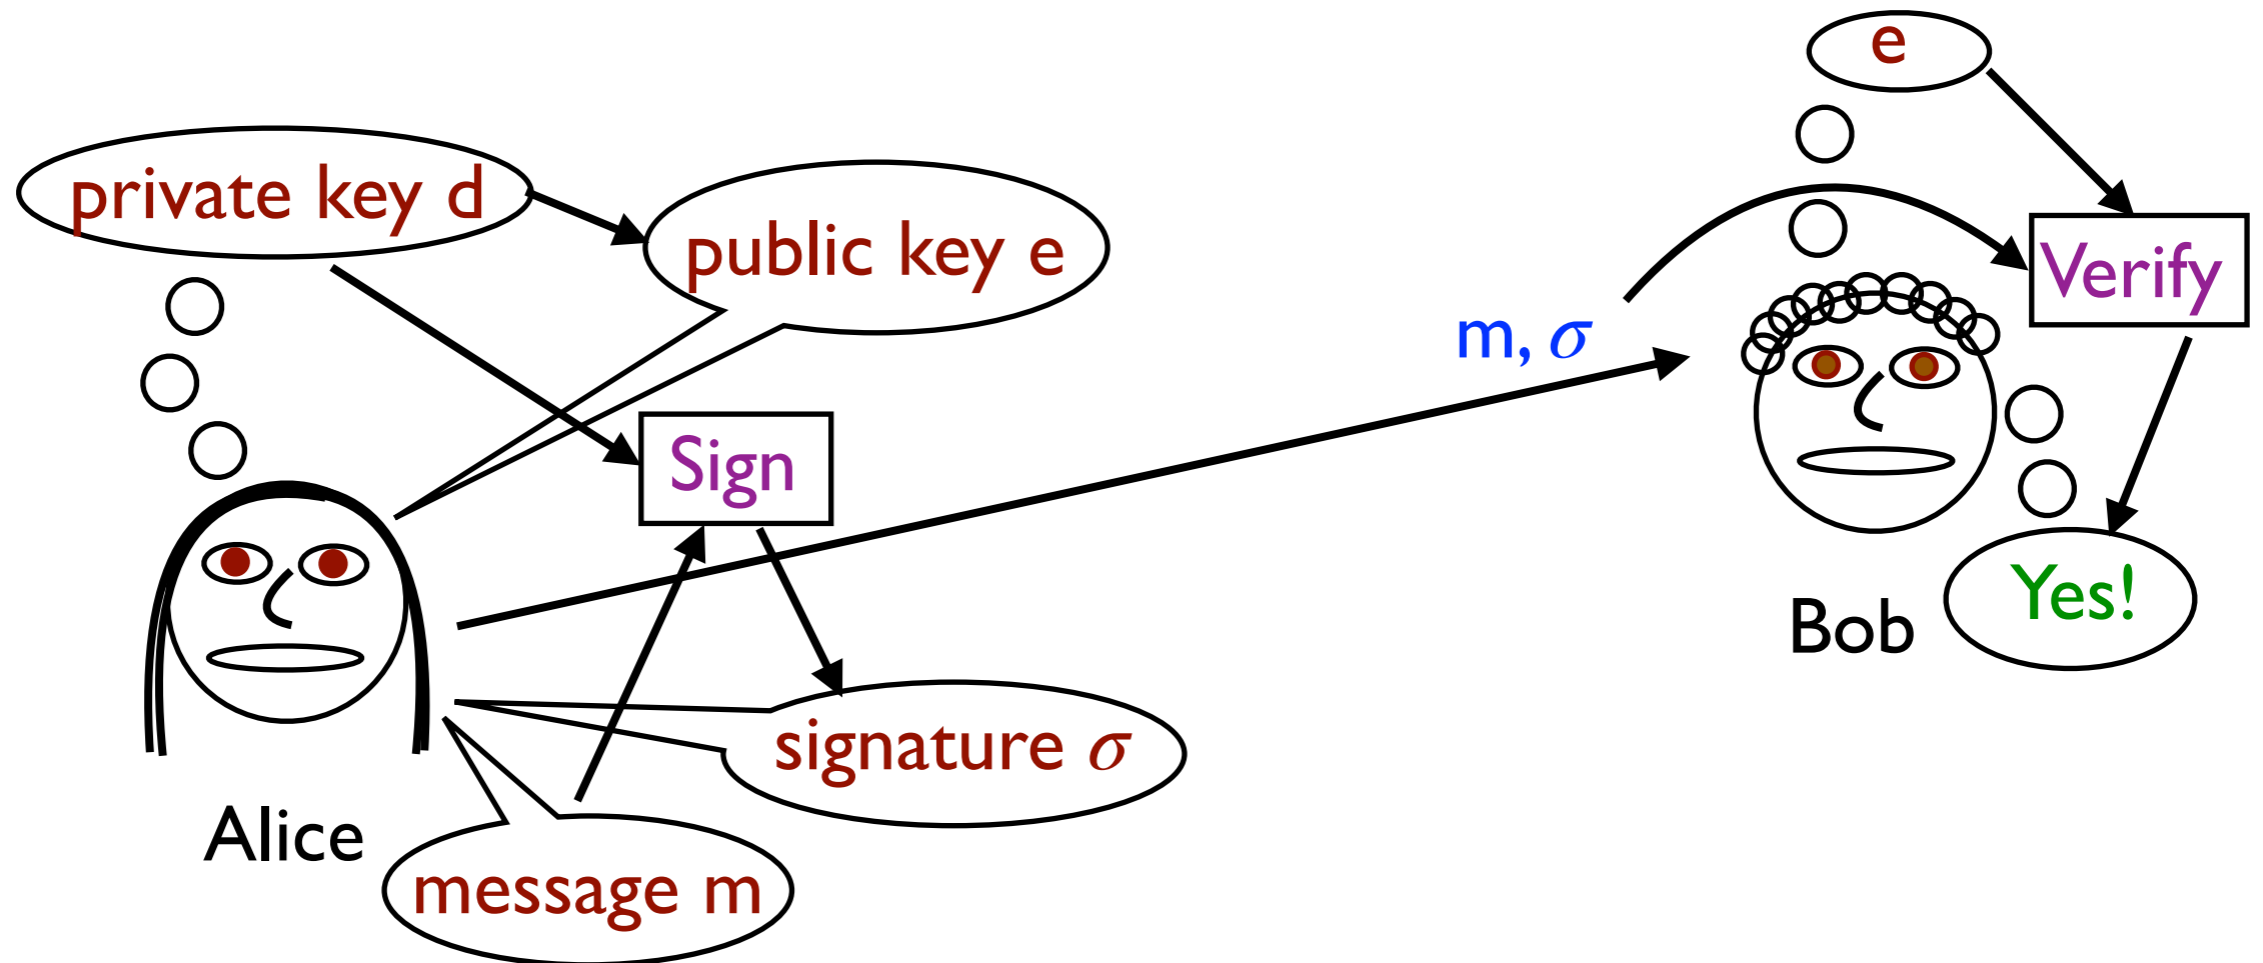 e
private key d
public key e
Verify
m, σ
Sign
Yes!
Bob
signature σ
Alice
message m